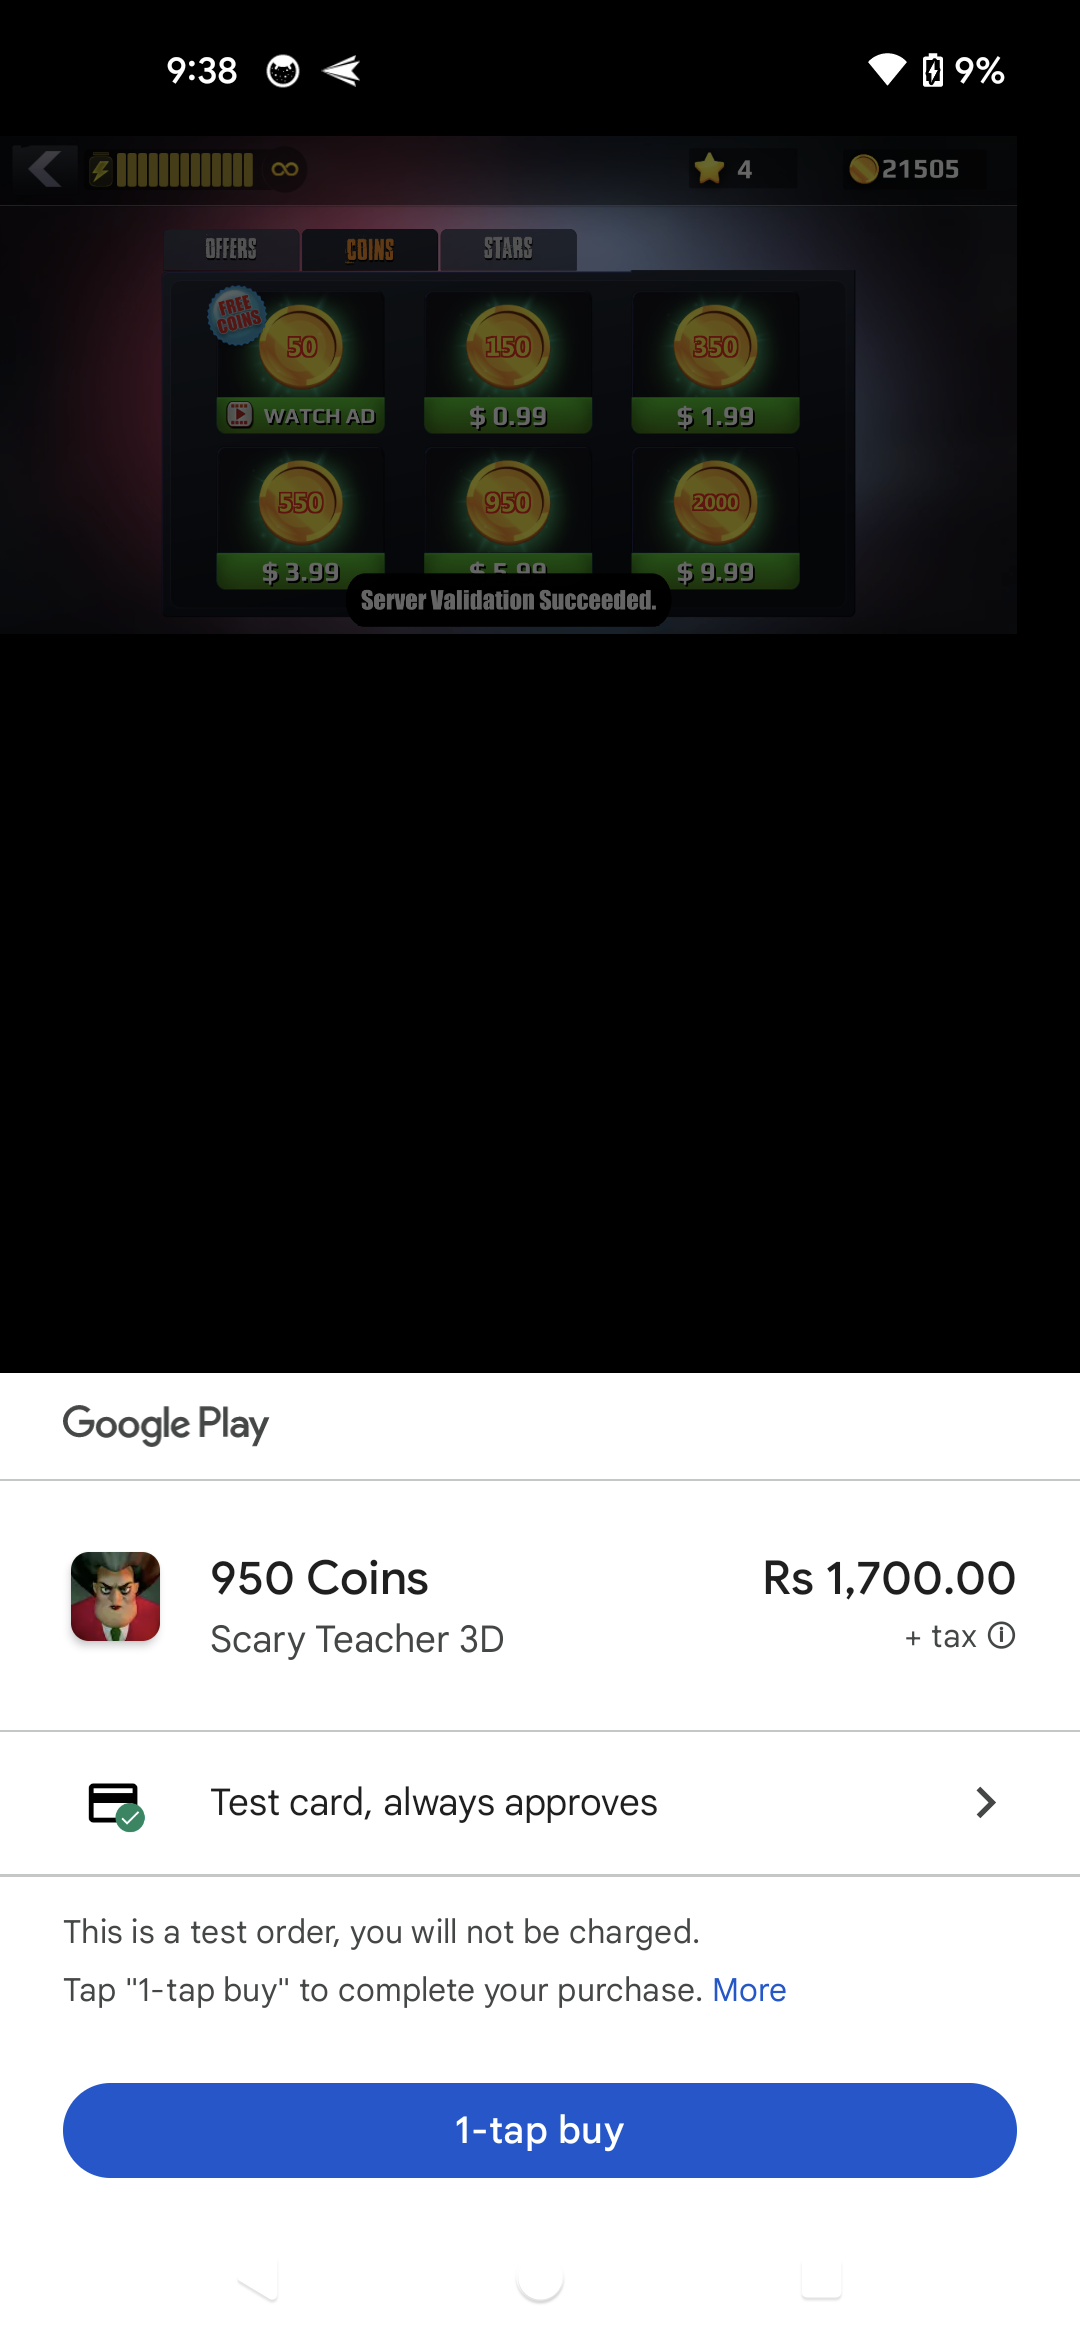 9:38
9%
∞
4
21505
OFFERS
COINS
STARS
FREE
COINS
50
150
350
WATCH AD
$ 0.99
$ 1.99
550
950
2000
$ 3.99
$ 5.99
$ 9.99
Server Validation Succeeded.
Google Play
950 Coins
Rs 1,700.00
Scary Teacher 3D
+ tax
Test card, always approves
This is a test order, you will not be charged.
Tap "1-tap buy" to complete your purchase. More
1-tap buy